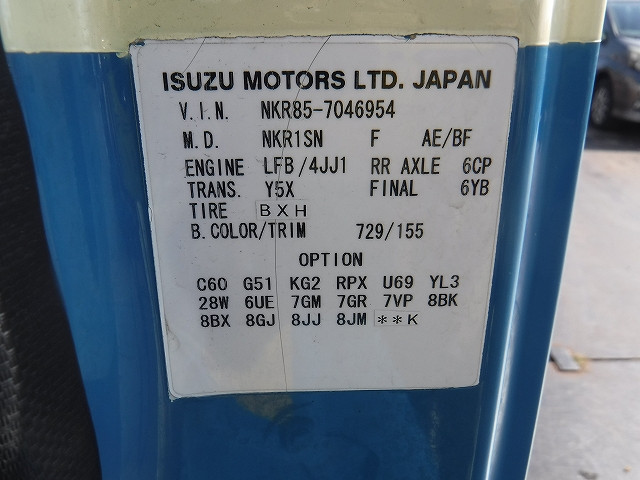 ISUZU MOTORS LTD. JAPAN
V.I.N. NKR85-7046954
M.D. NKR1SN F AE/BF
ENGINE LFB/4JJ1 RR AXLE 6CP
TRANS. Y5X FINAL 6YB
TIRE BXH
B.COLOR/TRIM 729/155
OPTION
C60 G51 KG2 RPX U69 YL3
28W 6UE 7GM 7GR 7VP 8BK
8BX 8GJ 8JJ 8JM **K